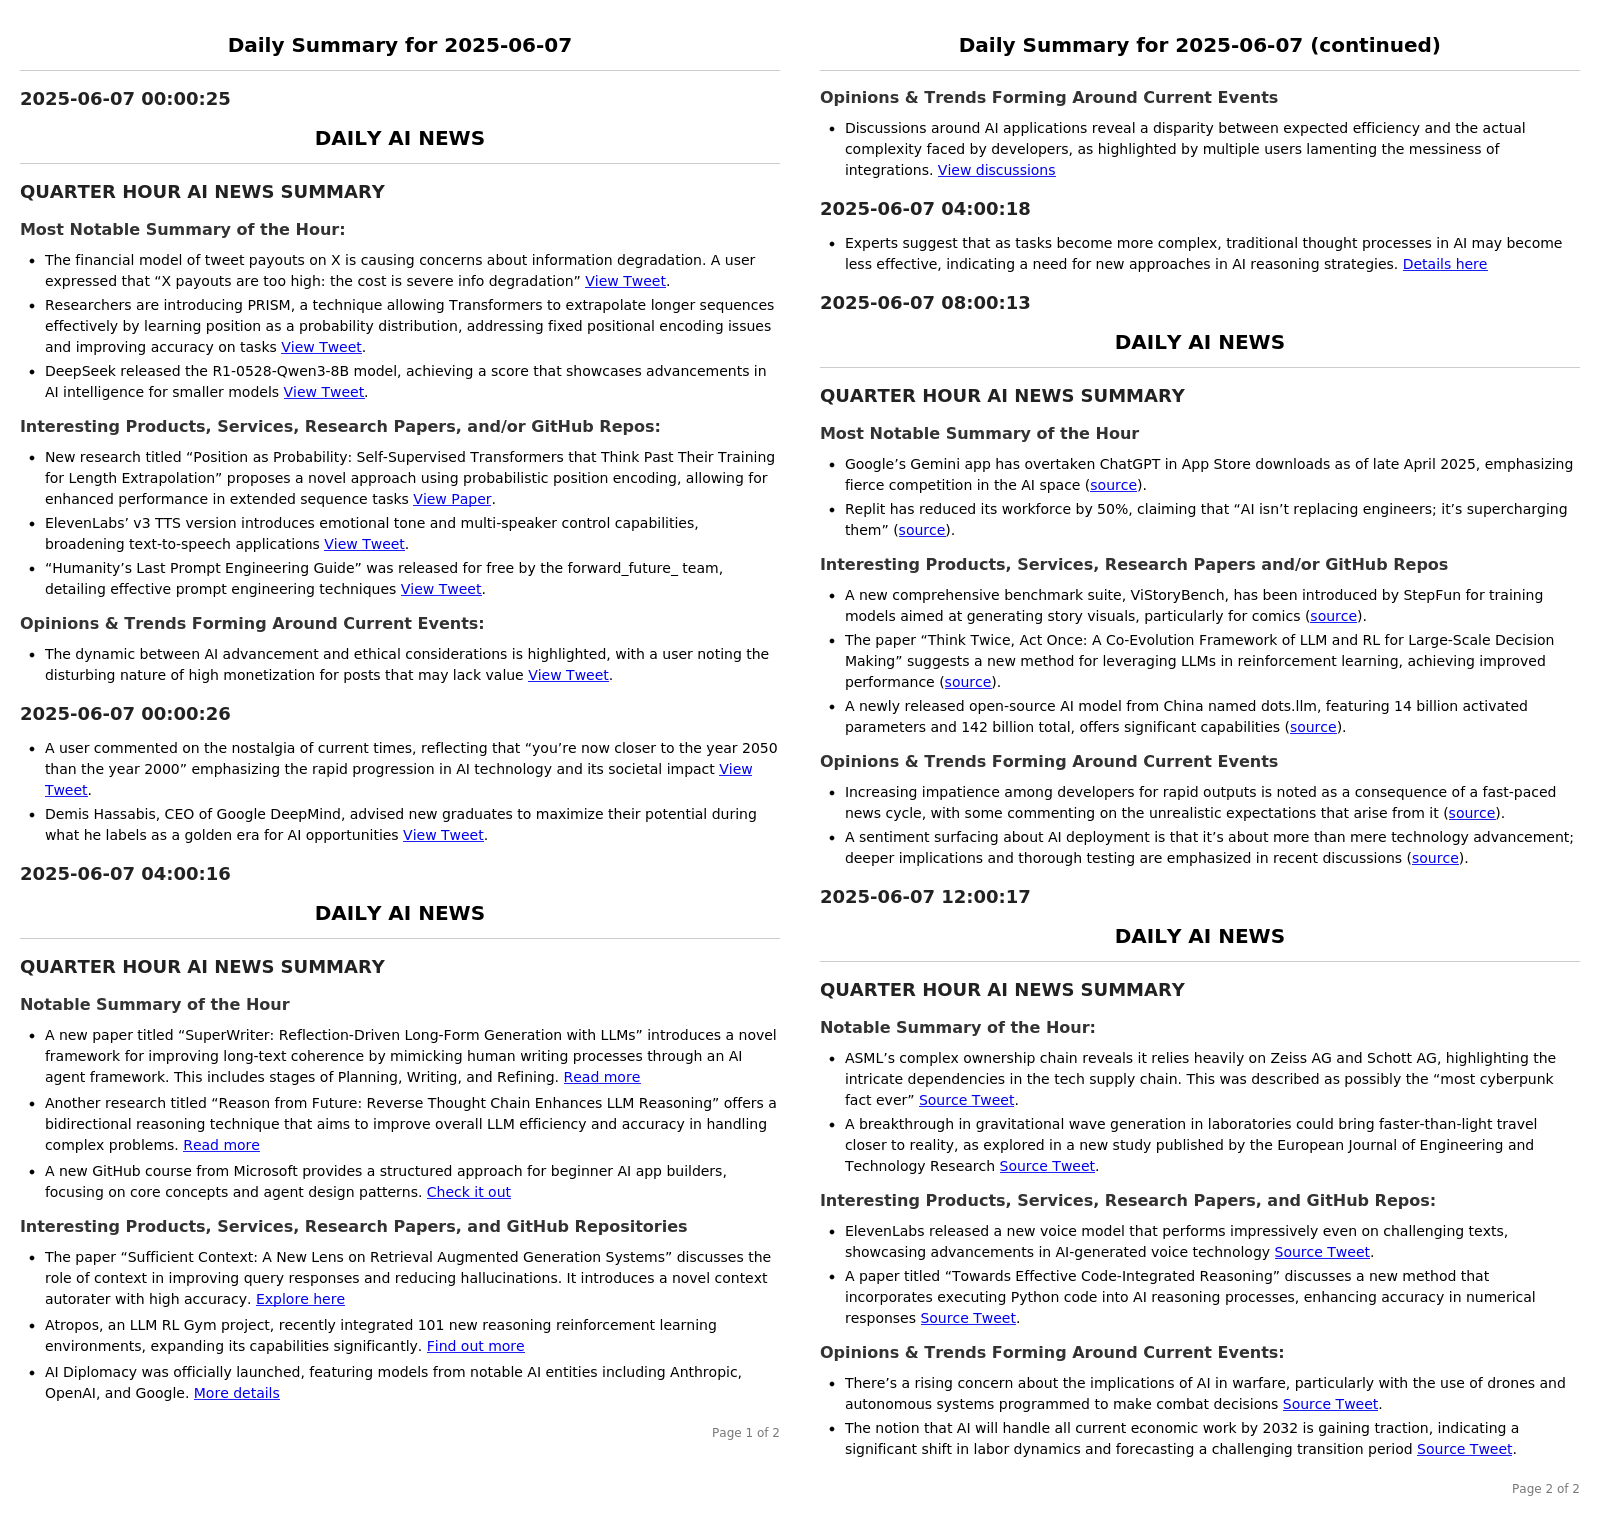 Daily Summary for 2025-06-07
2025-06-07 00:00:25
DAILY AI NEWS
QUARTER HOUR AI NEWS SUMMARY
Most Notable Summary of the Hour:
• The financial model of tweet payouts on X is causing concerns about information degradation. A user
expressed that “X payouts are too high: the cost is severe info degradation” View Tweet.
• Researchers are introducing PRISM, a technique allowing Transformers to extrapolate longer sequences
effectively by learning position as a probability distribution, addressing fixed positional encoding issues
and improving accuracy on tasks View Tweet.
• DeepSeek released the R1-0528-Qwen3-8B model, achieving a score that showcases advancements in
AI intelligence for smaller models View Tweet.
Interesting Products, Services, Research Papers, and/or GitHub Repos:
• New research titled “Position as Probability: Self-Supervised Transformers that Think Past Their Training
for Length Extrapolation” proposes a novel approach using probabilistic position encoding, allowing for
enhanced performance in extended sequence tasks View Paper.
• ElevenLabs’ v3 TTS version introduces emotional tone and multi-speaker control capabilities,
broadening text-to-speech applications View Tweet.
• “Humanity’s Last Prompt Engineering Guide” was released for free by the forward_future_ team,
detailing effective prompt engineering techniques View Tweet.
Opinions & Trends Forming Around Current Events:
• The dynamic between AI advancement and ethical considerations is highlighted, with a user noting the
disturbing nature of high monetization for posts that may lack value View Tweet.
2025-06-07 00:00:26
• A user commented on the nostalgia of current times, reflecting that “you’re now closer to the year 2050
than the year 2000” emphasizing the rapid progression in AI technology and its societal impact View
Tweet.
• Demis Hassabis, CEO of Google DeepMind, advised new graduates to maximize their potential during
what he labels as a golden era for AI opportunities View Tweet.
2025-06-07 04:00:16
DAILY AI NEWS
QUARTER HOUR AI NEWS SUMMARY
Notable Summary of the Hour
• A new paper titled “SuperWriter: Reflection-Driven Long-Form Generation with LLMs” introduces a novel
framework for improving long-text coherence by mimicking human writing processes through an AI
agent framework. This includes stages of Planning, Writing, and Refining. Read more
• Another research titled “Reason from Future: Reverse Thought Chain Enhances LLM Reasoning” offers a
bidirectional reasoning technique that aims to improve overall LLM efficiency and accuracy in handling
complex problems. Read more
• A new GitHub course from Microsoft provides a structured approach for beginner AI app builders,
focusing on core concepts and agent design patterns. Check it out
Interesting Products, Services, Research Papers, and GitHub Repositories
• The paper “Sufficient Context: A New Lens on Retrieval Augmented Generation Systems” discusses the
role of context in improving query responses and reducing hallucinations. It introduces a novel context
autorater with high accuracy. Explore here
• Atropos, an LLM RL Gym project, recently integrated 101 new reasoning reinforcement learning
environments, expanding its capabilities significantly. Find out more
• AI Diplomacy was officially launched, featuring models from notable AI entities including Anthropic,
OpenAI, and Google. More details
Page 1 of 2
Daily Summary for 2025-06-07 (continued)
Opinions & Trends Forming Around Current Events
• Discussions around AI applications reveal a disparity between expected efficiency and the actual
complexity faced by developers, as highlighted by multiple users lamenting the messiness of
integrations. View discussions
2025-06-07 04:00:18
• Experts suggest that as tasks become more complex, traditional thought processes in AI may become
less effective, indicating a need for new approaches in AI reasoning strategies. Details here
2025-06-07 08:00:13
DAILY AI NEWS
QUARTER HOUR AI NEWS SUMMARY
Most Notable Summary of the Hour
• Google’s Gemini app has overtaken ChatGPT in App Store downloads as of late April 2025, emphasizing
fierce competition in the AI space (source).
• Replit has reduced its workforce by 50%, claiming that “AI isn’t replacing engineers; it’s supercharging
them” (source).
Interesting Products, Services, Research Papers and/or GitHub Repos
• A new comprehensive benchmark suite, ViStoryBench, has been introduced by StepFun for training
models aimed at generating story visuals, particularly for comics (source).
• The paper “Think Twice, Act Once: A Co-Evolution Framework of LLM and RL for Large-Scale Decision
Making” suggests a new method for leveraging LLMs in reinforcement learning, achieving improved
performance (source).
• A newly released open-source AI model from China named dots.llm, featuring 14 billion activated
parameters and 142 billion total, offers significant capabilities (source).
Opinions & Trends Forming Around Current Events
• Increasing impatience among developers for rapid outputs is noted as a consequence of a fast-paced
news cycle, with some commenting on the unrealistic expectations that arise from it (source).
• A sentiment surfacing about AI deployment is that it’s about more than mere technology advancement;
deeper implications and thorough testing are emphasized in recent discussions (source).
2025-06-07 12:00:17
DAILY AI NEWS
QUARTER HOUR AI NEWS SUMMARY
Notable Summary of the Hour:
• ASML’s complex ownership chain reveals it relies heavily on Zeiss AG and Schott AG, highlighting the
intricate dependencies in the tech supply chain. This was described as possibly the “most cyberpunk
fact ever” Source Tweet.
• A breakthrough in gravitational wave generation in laboratories could bring faster-than-light travel
closer to reality, as explored in a new study published by the European Journal of Engineering and
Technology Research Source Tweet.
Interesting Products, Services, Research Papers, and GitHub Repos:
• ElevenLabs released a new voice model that performs impressively even on challenging texts,
showcasing advancements in AI-generated voice technology Source Tweet.
• A paper titled “Towards Effective Code-Integrated Reasoning” discusses a new method that
incorporates executing Python code into AI reasoning processes, enhancing accuracy in numerical
responses Source Tweet.
Opinions & Trends Forming Around Current Events:
• There’s a rising concern about the implications of AI in warfare, particularly with the use of drones and
autonomous systems programmed to make combat decisions Source Tweet.
• The notion that AI will handle all current economic work by 2032 is gaining traction, indicating a
significant shift in labor dynamics and forecasting a challenging transition period Source Tweet.
Page 2 of 2